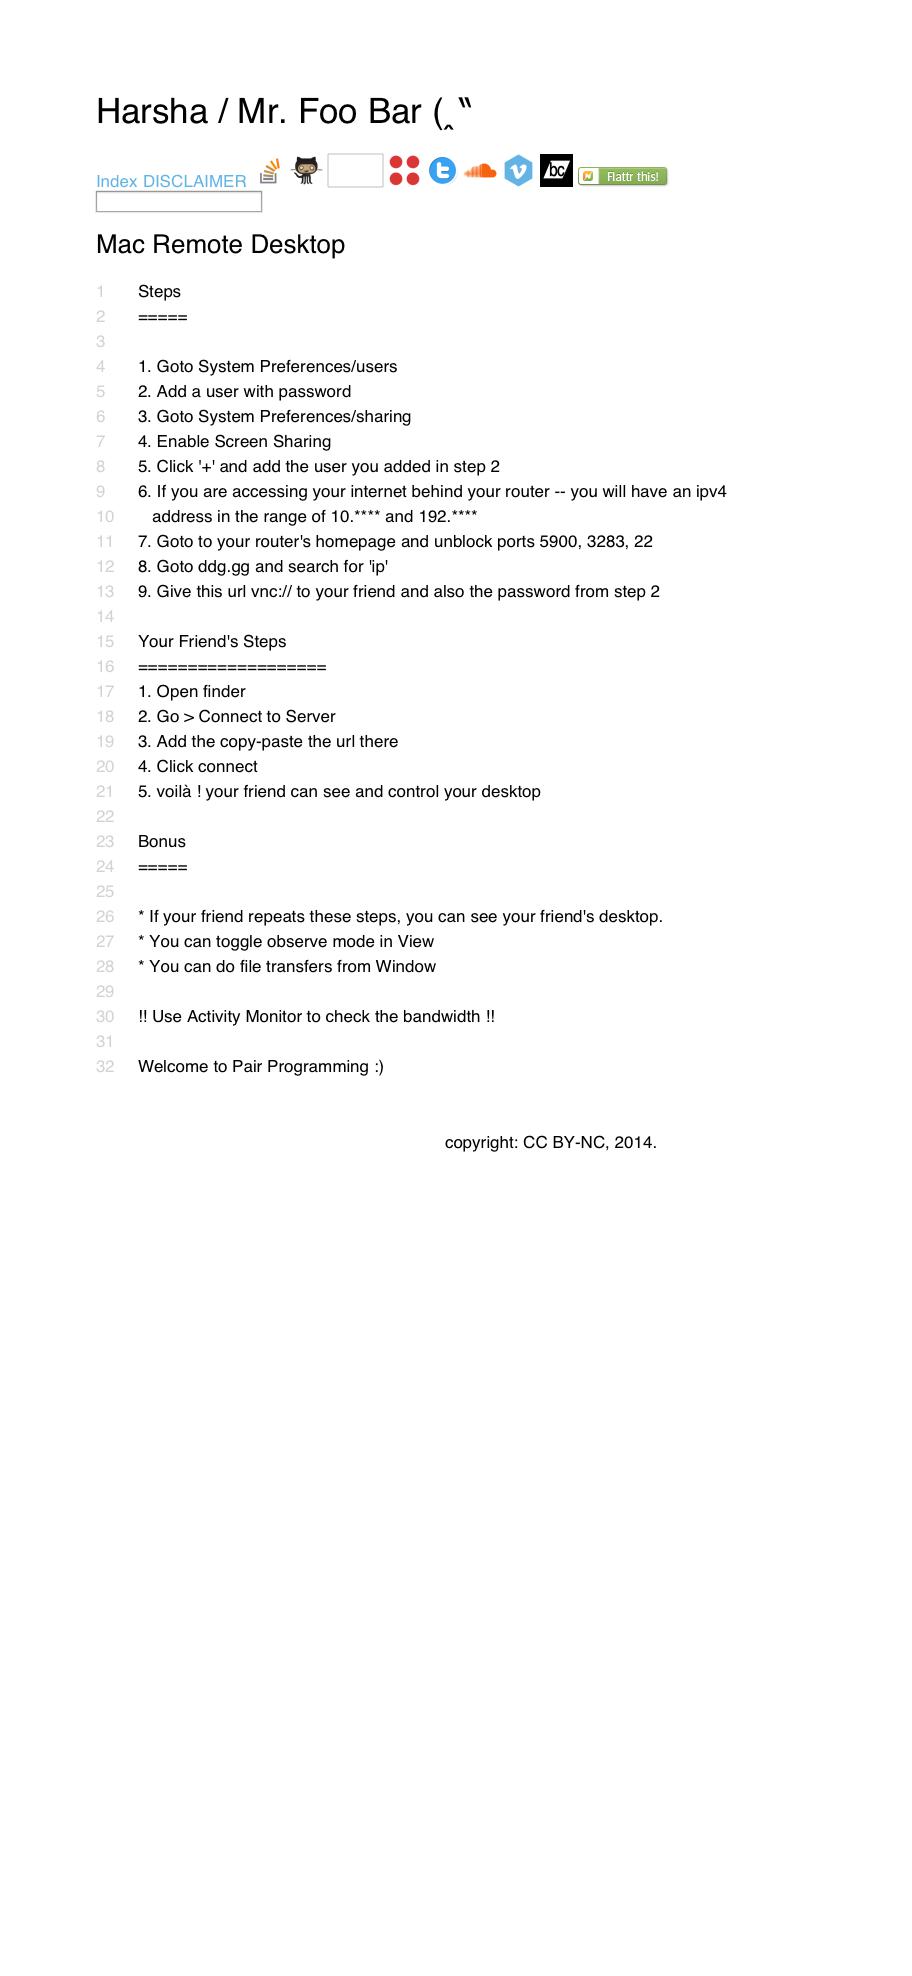 Harsha / Mr. Foo Bar (‸ ‶
Index DISCLAIMER bc Flattr this!
Mac Remote Desktop
1 Steps
2 =====
3
4 1. Goto System Preferences/users
5 2. Add a user with password
6 3. Goto System Preferences/sharing
7 4. Enable Screen Sharing
8 5. Click '+' and add the user you added in step 2
9 6. If you are accessing your internet behind your router -- you will have an ipv4
10 address in the range of 10.**** and 192.****
11 7. Goto to your router's homepage and unblock ports 5900, 3283, 22
12 8. Goto ddg.gg and search for 'ip'
13 9. Give this url vnc:// to your friend and also the password from step 2
14
15 Your Friend's Steps
16 ===================
17 1. Open finder
18 2. Go > Connect to Server
19 3. Add the copy-paste the url there
20 4. Click connect
21 5. voilà ! your friend can see and control your desktop
22
23 Bonus
24 =====
25
26 * If your friend repeats these steps, you can see your friend's desktop.
27 * You can toggle observe mode in View
28 * You can do file transfers from Window
29
30 !! Use Activity Monitor to check the bandwidth !!
31
32 Welcome to Pair Programming :)
copyright: CC BY-NC, 2014.